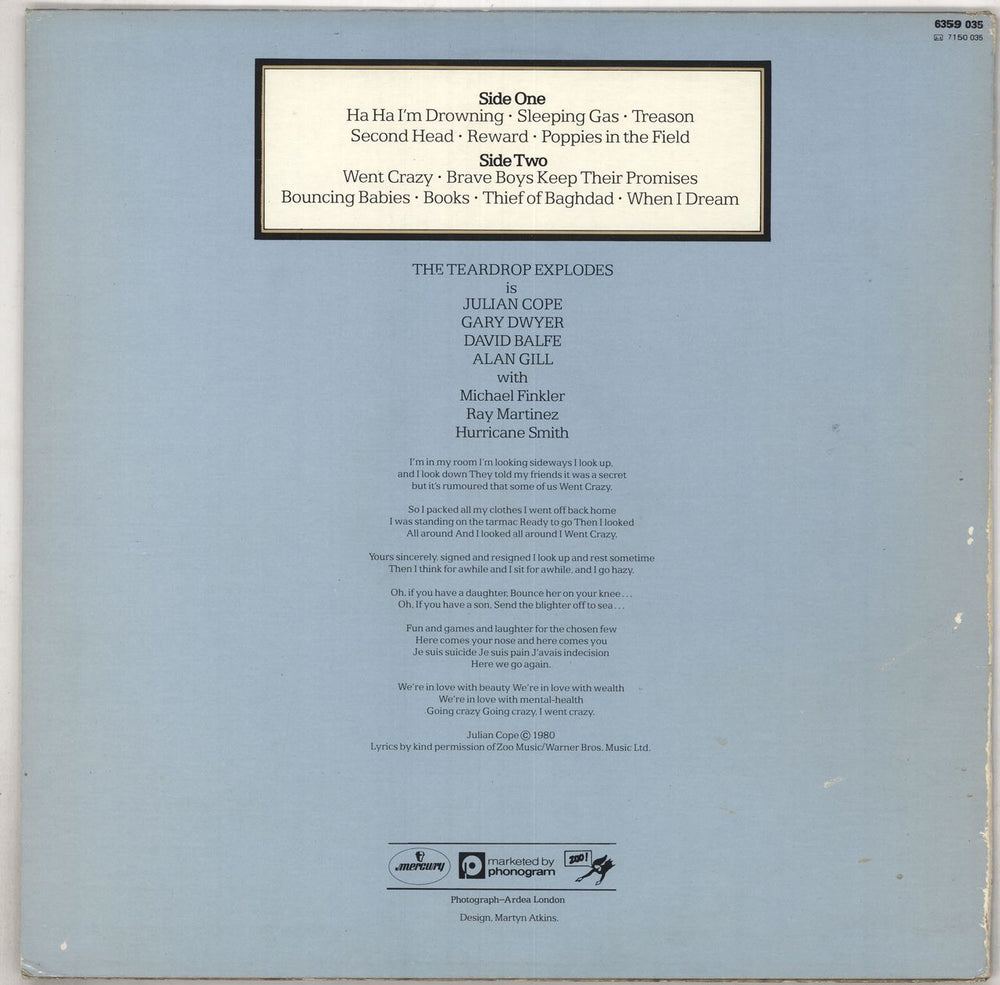 6359 035
7150 035
Side One
Ha Ha I'm Drowning · Sleeping Gas · Treason
Second Head · Reward · Poppies in the Field
Side Two
Went Crazy · Brave Boys Keep Their Promises
Bouncing Babies · Books · Thief of Baghdad · When I Dream
THE TEARDROP EXPLODES
is
JULIAN COPE
GARY DWYER
DAVID BALFE
ALAN GILL
with
Michael Finkler
Ray Martinez
Hurricane Smith
I'm in my room I'm looking sideways I look up,
and I look down They told my friends it was a secret
but it's rumoured that some of us Went Crazy.
So I packed all my clothes I went off back home
I was standing on the tarmac Ready to go Then I looked
All around And I looked all around I Went Crazy.
Yours sincerely, signed and resigned I look up and rest sometime
Then I think for awhile and I sit for awhile, and I go hazy.
Oh, if you have a daughter, Bounce her on your knee...
Oh, If you have a son, Send the blighter off to sea...
Fun and games and laughter for the chosen few
Here comes your nose and here comes you
Je suis suicide Je suis pain J'avais indecision
Here we go again.
We're in love with beauty We're in love with wealth
We're in love with mental-health
Going crazy Going crazy, I went crazy.
Julian Cope © 1980
Lyrics by kind permission of Zoo Music/Warner Bros. Music Ltd.
mercury
marketed by
phonogram
ZOO!
Photograph–Ardea London
Design, Martyn Atkins.